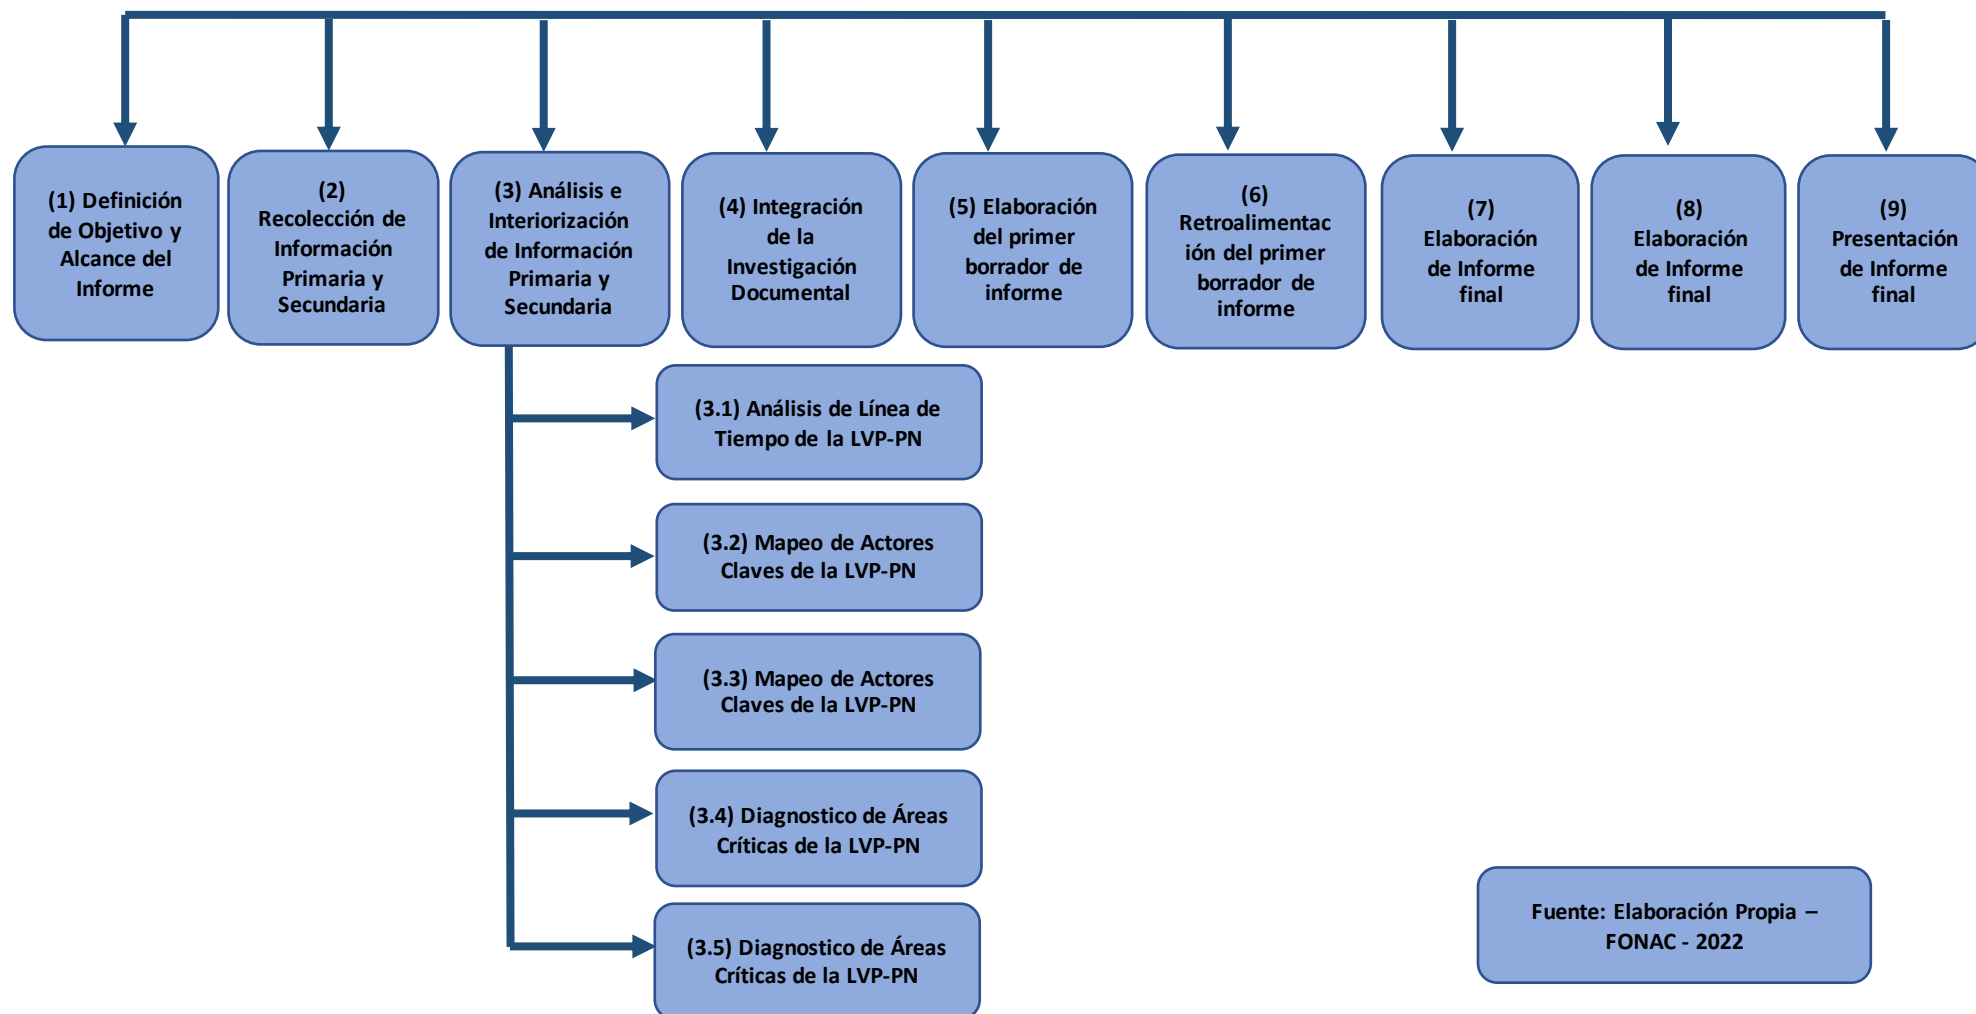 (1) Definición
de Objetivo y
Alcance del
Informe
(2)
Recolección de
Información
Primaria y
Secundaria
(3) Análisis e
Interiorización
de Información
Primaria y
Secundaria
(4) Integración
de la
Investigación
Documental
(5) Elaboración
del primer
borrador de
informe
(6)
Retroalimentac
ión del primer
borrador de
informe
(7)
Elaboración
de Informe
final
(8)
Elaboración
de Informe
final
(9)
Presentación
de Informe
final
(3.1) Análisis de Línea de
Tiempo de la LVP-PN
(3.2) Mapeo de Actores
Claves de la LVP-PN
(3.3) Mapeo de Actores
Claves de la LVP-PN
(3.4) Diagnostico de Áreas
Críticas de la LVP-PN
(3.5) Diagnostico de Áreas
Críticas de la LVP-PN
Fuente: Elaboración Propia –
FONAC - 2022